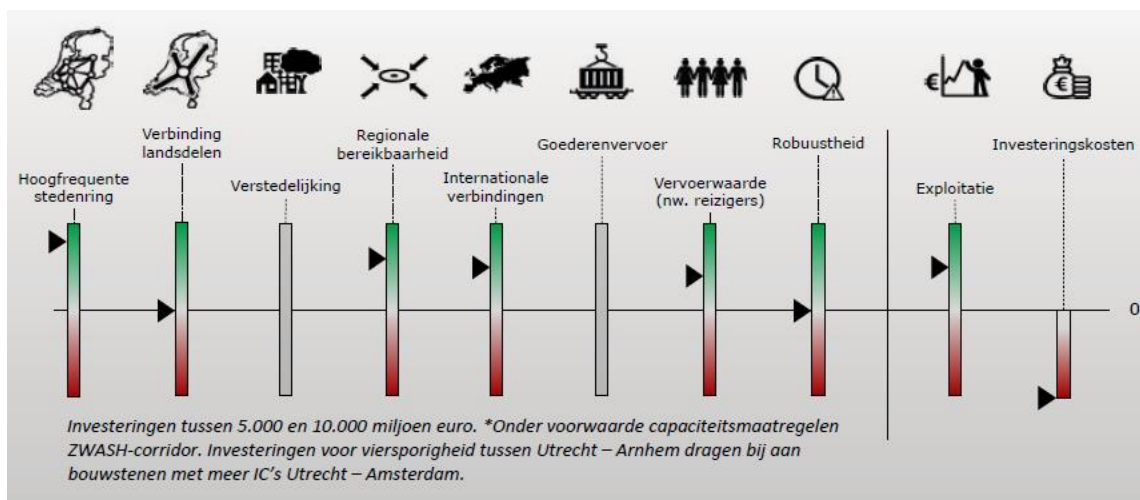 Hoogfrequente
stedenring
Verbinding
landsdelen
Verstedelijking
Regionale
bereikbaarheid
Internationale
verbindingen
Goederenvervoer
Vervoerwaarde
(nw. reizigers)
Robuustheid
€
Exploitatie
€
Investeringskosten
0
Investeringen tussen 5.000 en 10.000 miljoen euro. *Onder voorwaarde capaciteitsmaatregelen
ZWASH-corridor. Investeringen voor viersporigheid tussen Utrecht – Arnhem dragen bij aan
bouwstenen met meer IC’s Utrecht – Amsterdam.